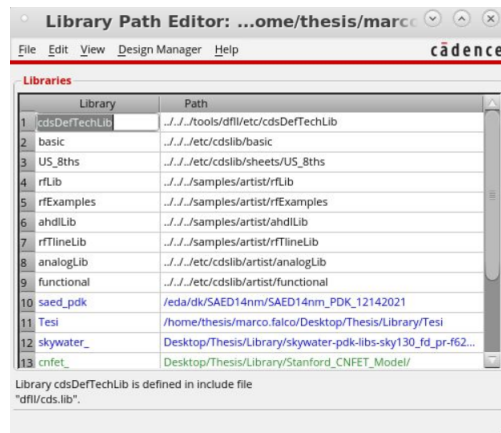 Library Path Editor: ...ome/thesis/marco
File Edit View Design Manager Help cādence
Libraries
Library Path
1 cdsDefTechLib ../../../tools/dfII/etc/cdsDefTechLib
2 basic ../../../etc/cdslib/basic
3 US_8ths ../../../etc/cdslib/sheets/US_8ths
4 rfLib ../../../samples/artist/rfLib
5 rfExamples ../../../samples/artist/rfExamples
6 ahdlLib ../../../samples/artist/ahdlLib
7 rfTlineLib ../../../samples/artist/rfTlineLib
8 analogLib ../../../etc/cdslib/artist/analogLib
9 functional ../../../etc/cdslib/artist/functional
10 saed_pdk /eda/dk/SAED14nm/SAED14nm_PDK_12142021
11 Tesi /home/thesis/marco.falco/Desktop/Thesis/Library/Tesi
12 skywater_ Desktop/Thesis/Library/skywater-pdk-libs-sky130_fd_pr-f62...
13 cnfet_ Desktop/Thesis/Library/Stanford_CNFET_Model/
Library cdsDefTechLib is defined in include file
"dfII/cds.lib".